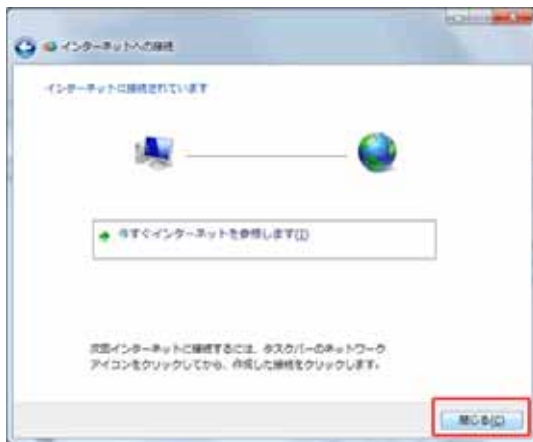 インターネットへの接続
インターネットに接続されています
今すぐインターネットを参照します(I)
次回インターネットに接続するには、タスクバーのネットワーク
アイコンをクリックしてから、作成した接続をクリックします。
閉じる(C)